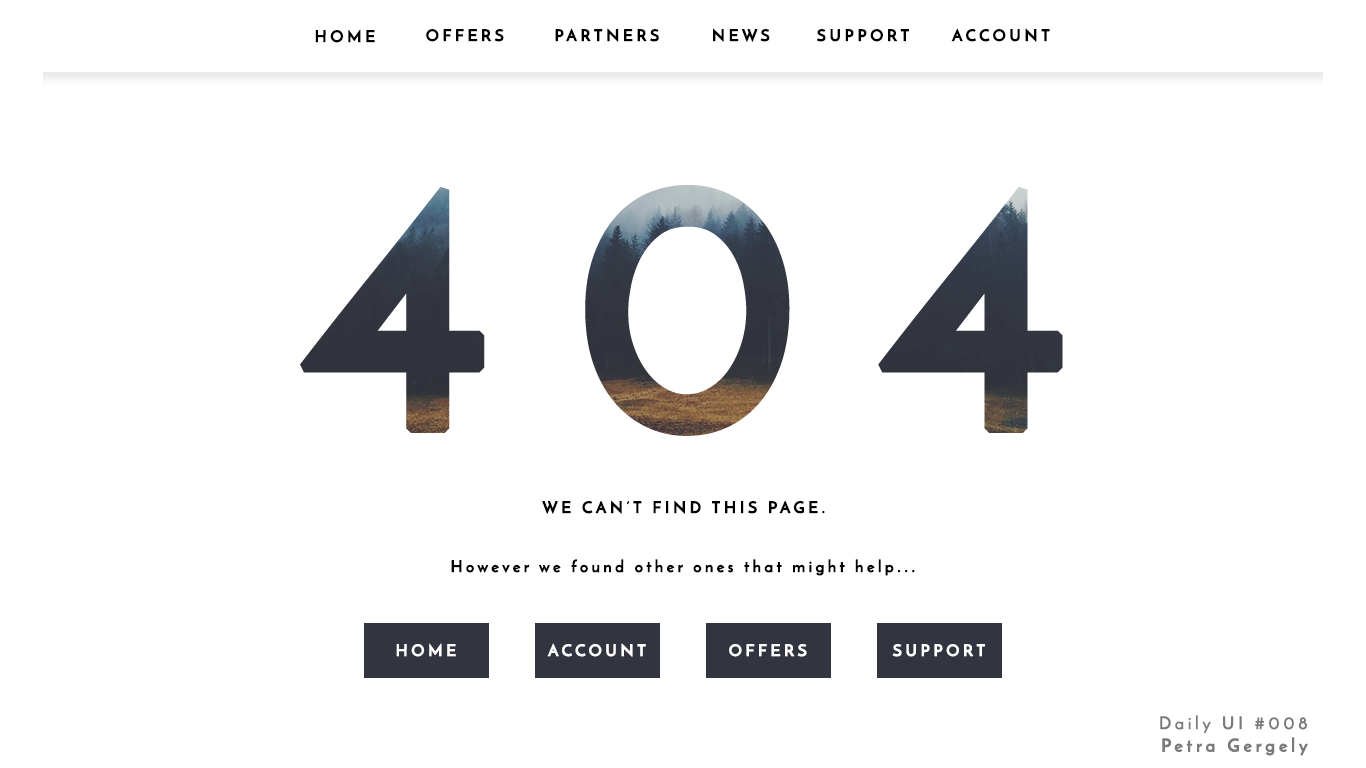 HOME OFFERS PARTNERS NEWS SUPPORT ACCOUNT
404
WE CAN'T FIND THIS PAGE.
However we found other ones that might help...
HOME ACCOUNT OFFERS SUPPORT
Daily UI #008
Petra Gergely